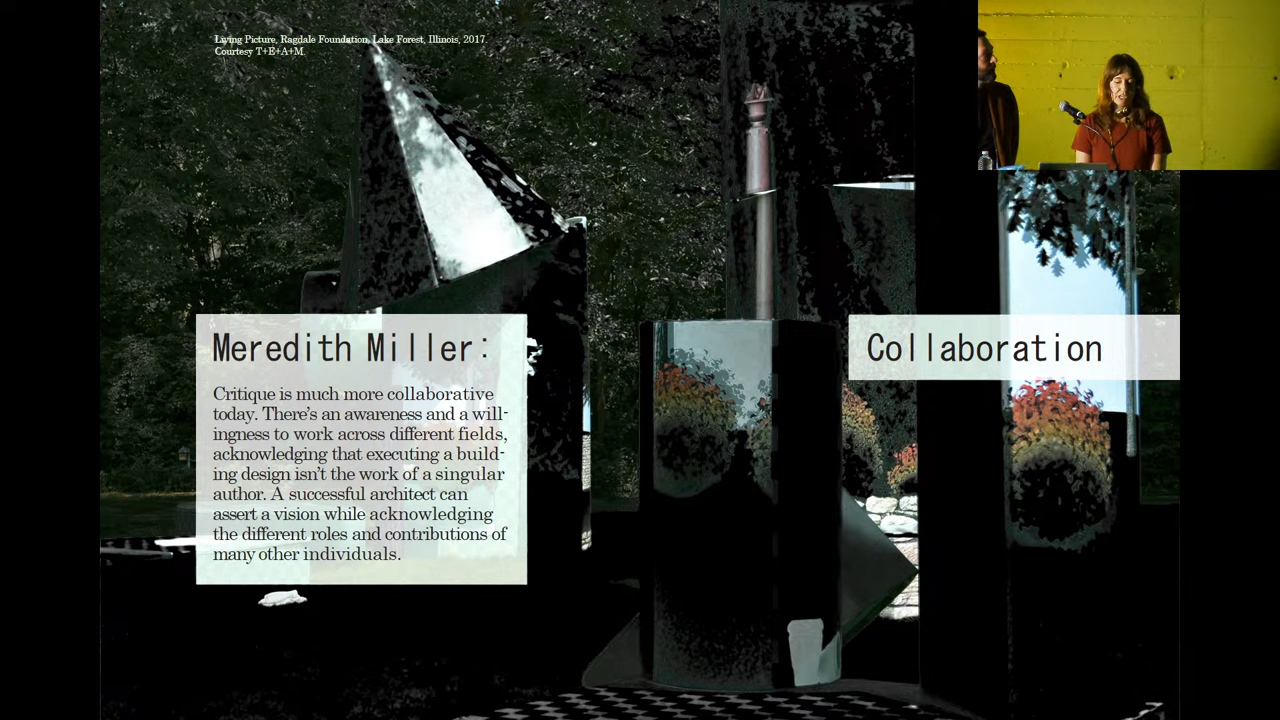 Living Picture, Ragdale Foundation, Lake Forest, Illinois, 2017.
Courtesy T+E+A+M.
Meredith Miller:
Critique is much more collaborative
today. There's an awareness and a will-
ingness to work across different fields,
acknowledging that executing a build-
ing design isn't the work of a singular
author. A successful architect can
assert a vision while acknowledging
the different roles and contributions of
many other individuals.
Collaboration